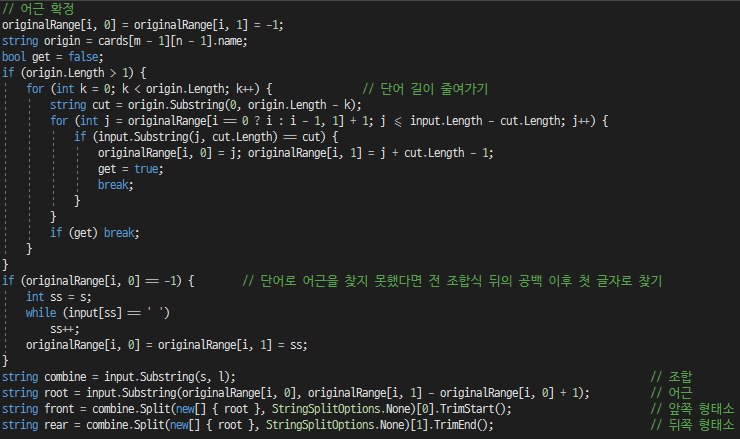 // 어근 확정
originalRange[i, 0] = originalRange[i, 1] = -1;
string origin = cards[m - 1][n - 1].name;
bool get = false;
if (origin.Length > 1) {
    for (int k = 0; k < origin.Length; k++) {                // 단어 길이 줄여가기
        string cut = origin.Substring(0, origin.Length - k);
        for (int j = originalRange[i == 0 ? i : i - 1, 1] + 1; j <= input.Length - cut.Length; j++) {
            if (input.Substring(j, cut.Length) == cut) {
                originalRange[i, 0] = j; originalRange[i, 1] = j + cut.Length - 1;
                get = true;
                break;
            }
        }
        if (get) break;
    }
}
if (originalRange[i, 0] == -1) {        // 단어로 어근을 찾지 못했다면 전 조합식 뒤의 공백 이후 첫 글자로 찾기
    int ss = s;
    while (input[ss] == ' ')
        ss++;
    originalRange[i, 0] = originalRange[i, 1] = ss;
}
string combine = input.Substring(s, l);                // 조합
string root = input.Substring(originalRange[i, 0], originalRange[i, 1] - originalRange[i, 0] + 1);        // 어근
string front = combine.Split(new[] { root }, StringSplitOptions.None)[0].TrimStart();        // 앞쪽 형태소
string rear = combine.Split(new[] { root }, StringSplitOptions.None)[1].TrimEnd();        // 뒤쪽 형태소